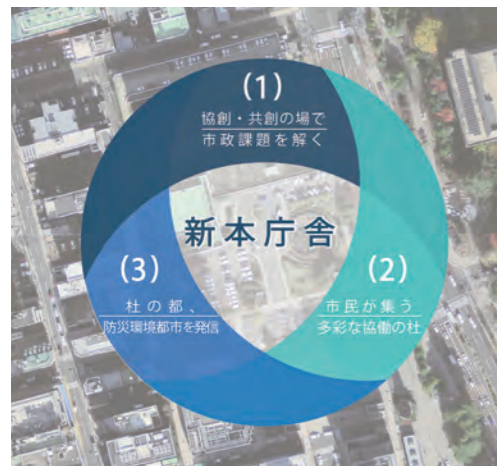 (1)
協創・共創の場で
市政課題を解く
新本庁舎
(3)
杜の都、
防災環境都市を発信
(2)
市民が集う
多彩な協働の杜